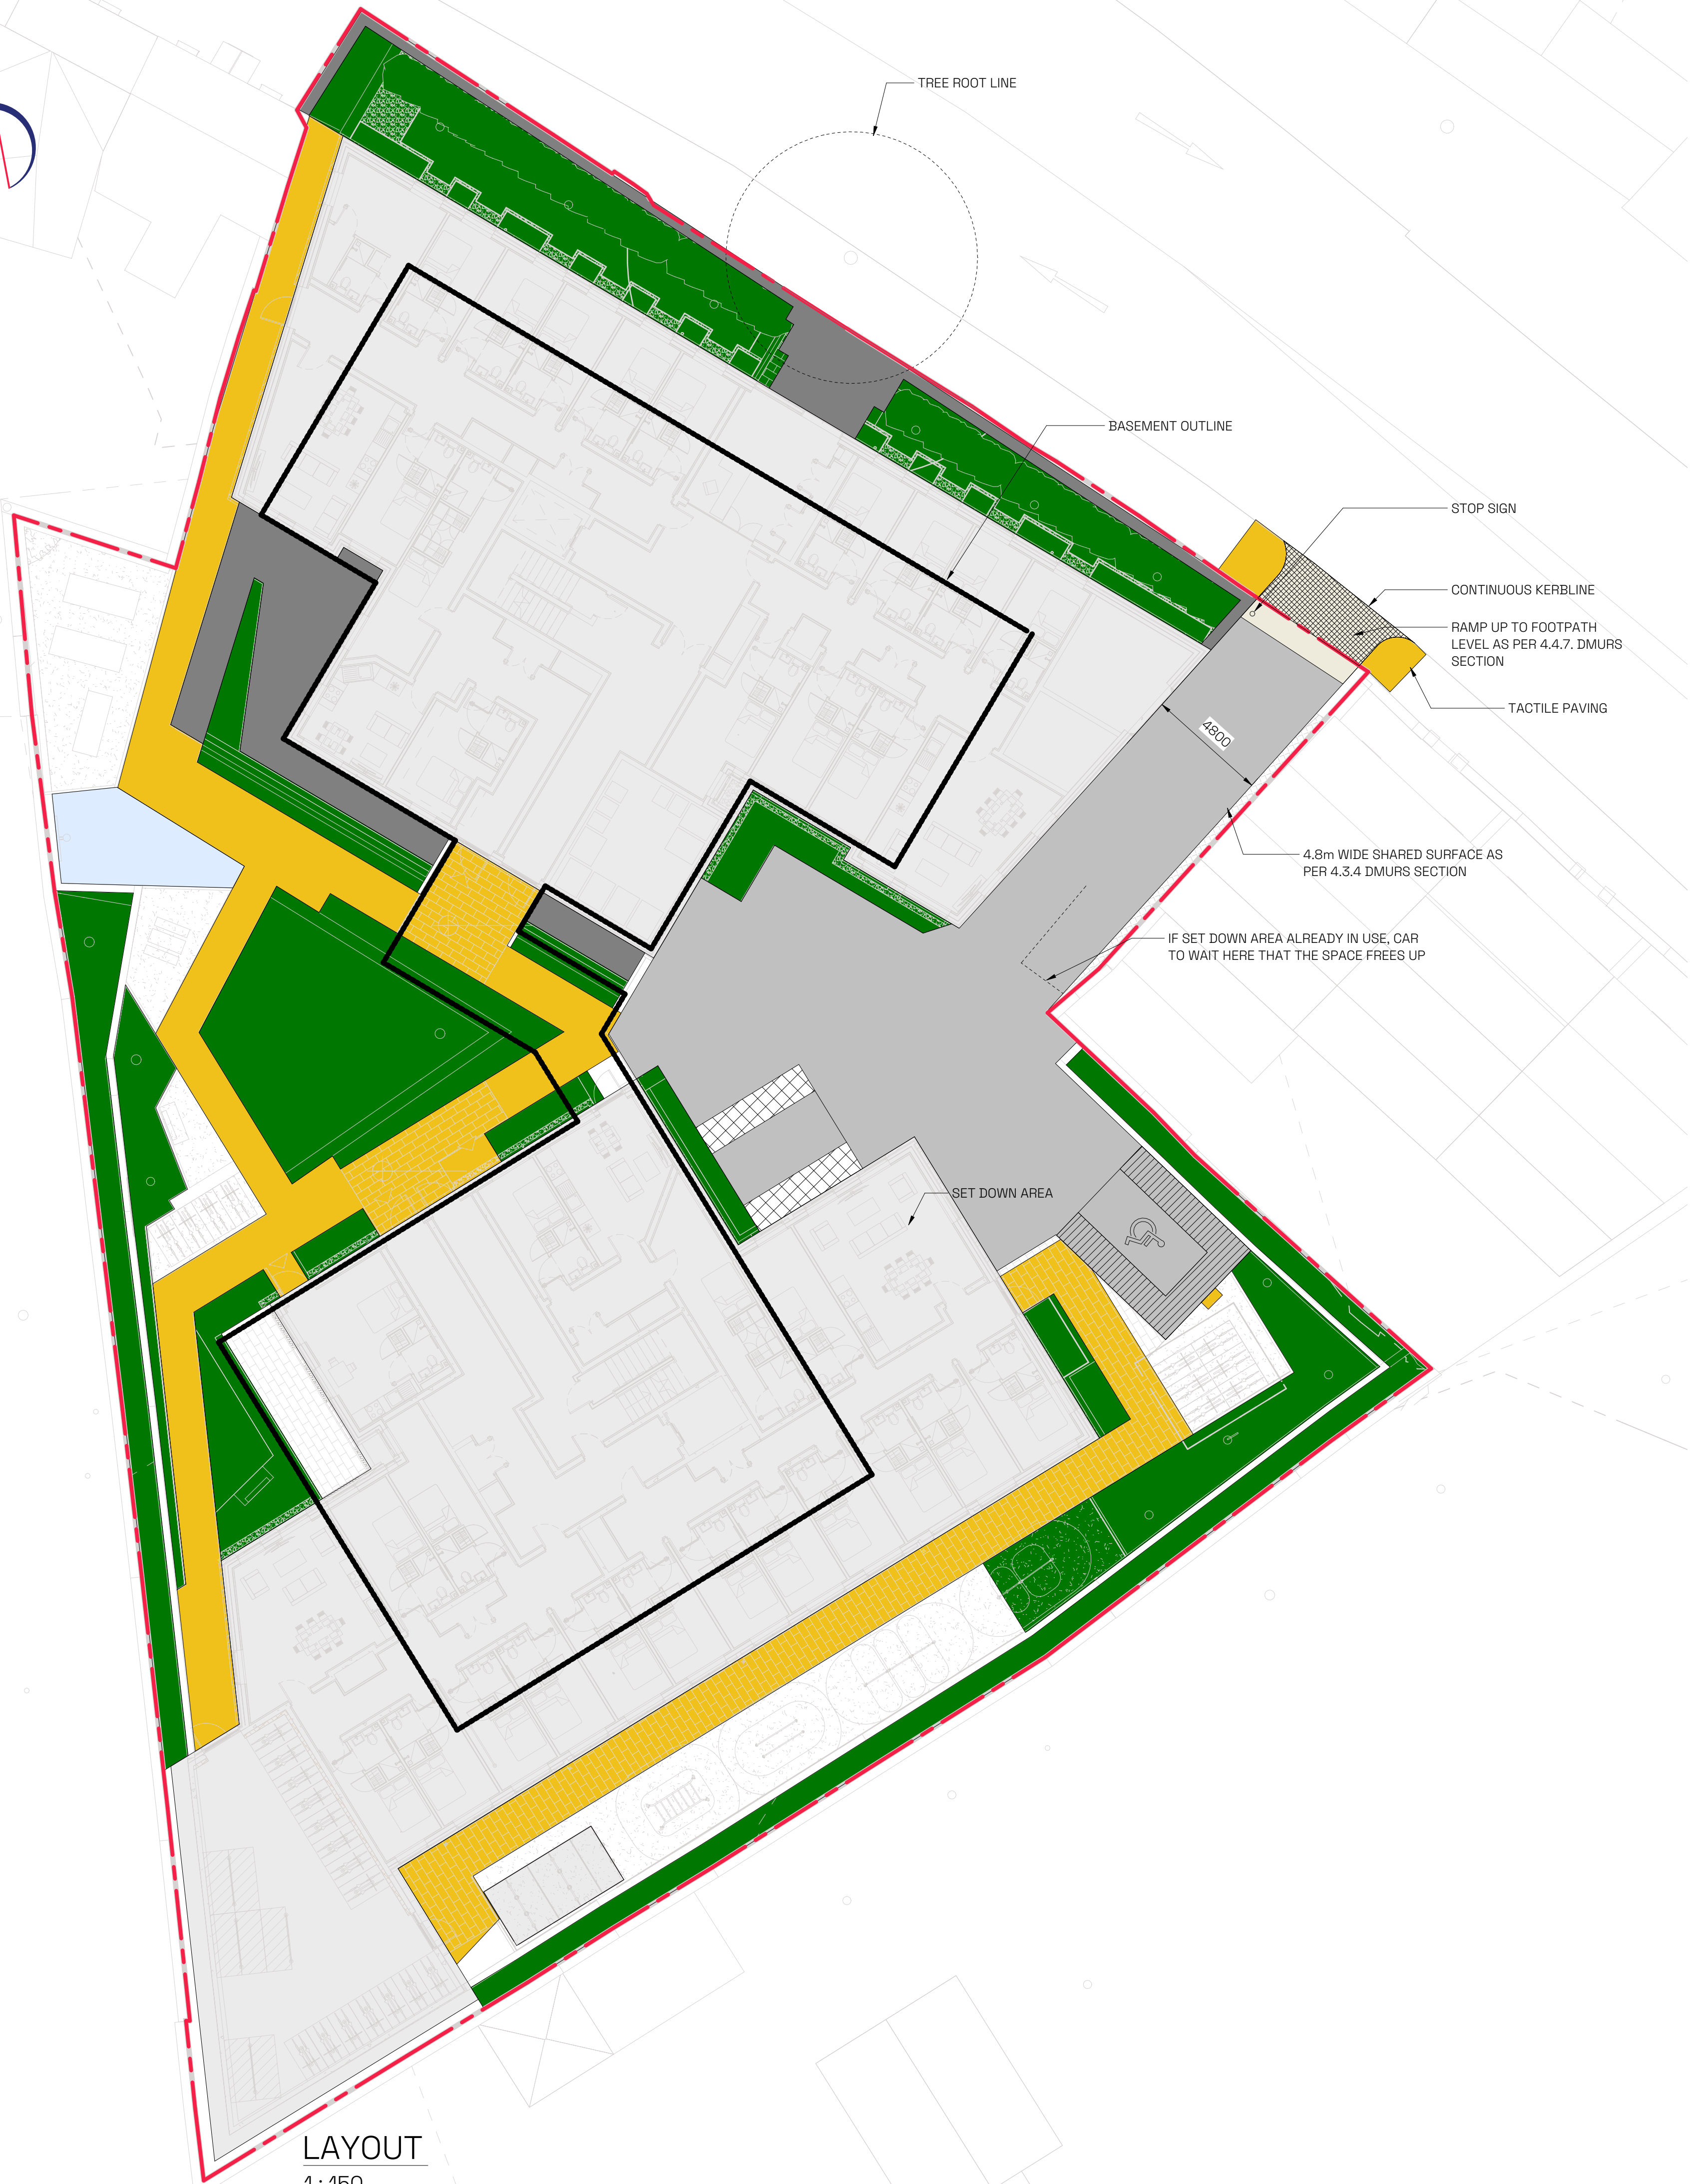 TREE ROOT LINE
BASEMENT OUTLINE
STOP SIGN
CONTINUOUS KERBLINE
RAMP UP TO FOOTPATH
LEVEL AS PER 4.4.7. DMURS
SECTION
TACTILE PAVING
4800
4.8m WIDE SHARED SURFACE AS
PER 4.3.4 DMURS SECTION
IF SET DOWN AREA ALREADY IN USE, CAR
TO WAIT HERE THAT THE SPACE FREES UP
SET DOWN AREA
LAYOUT
1 : 150